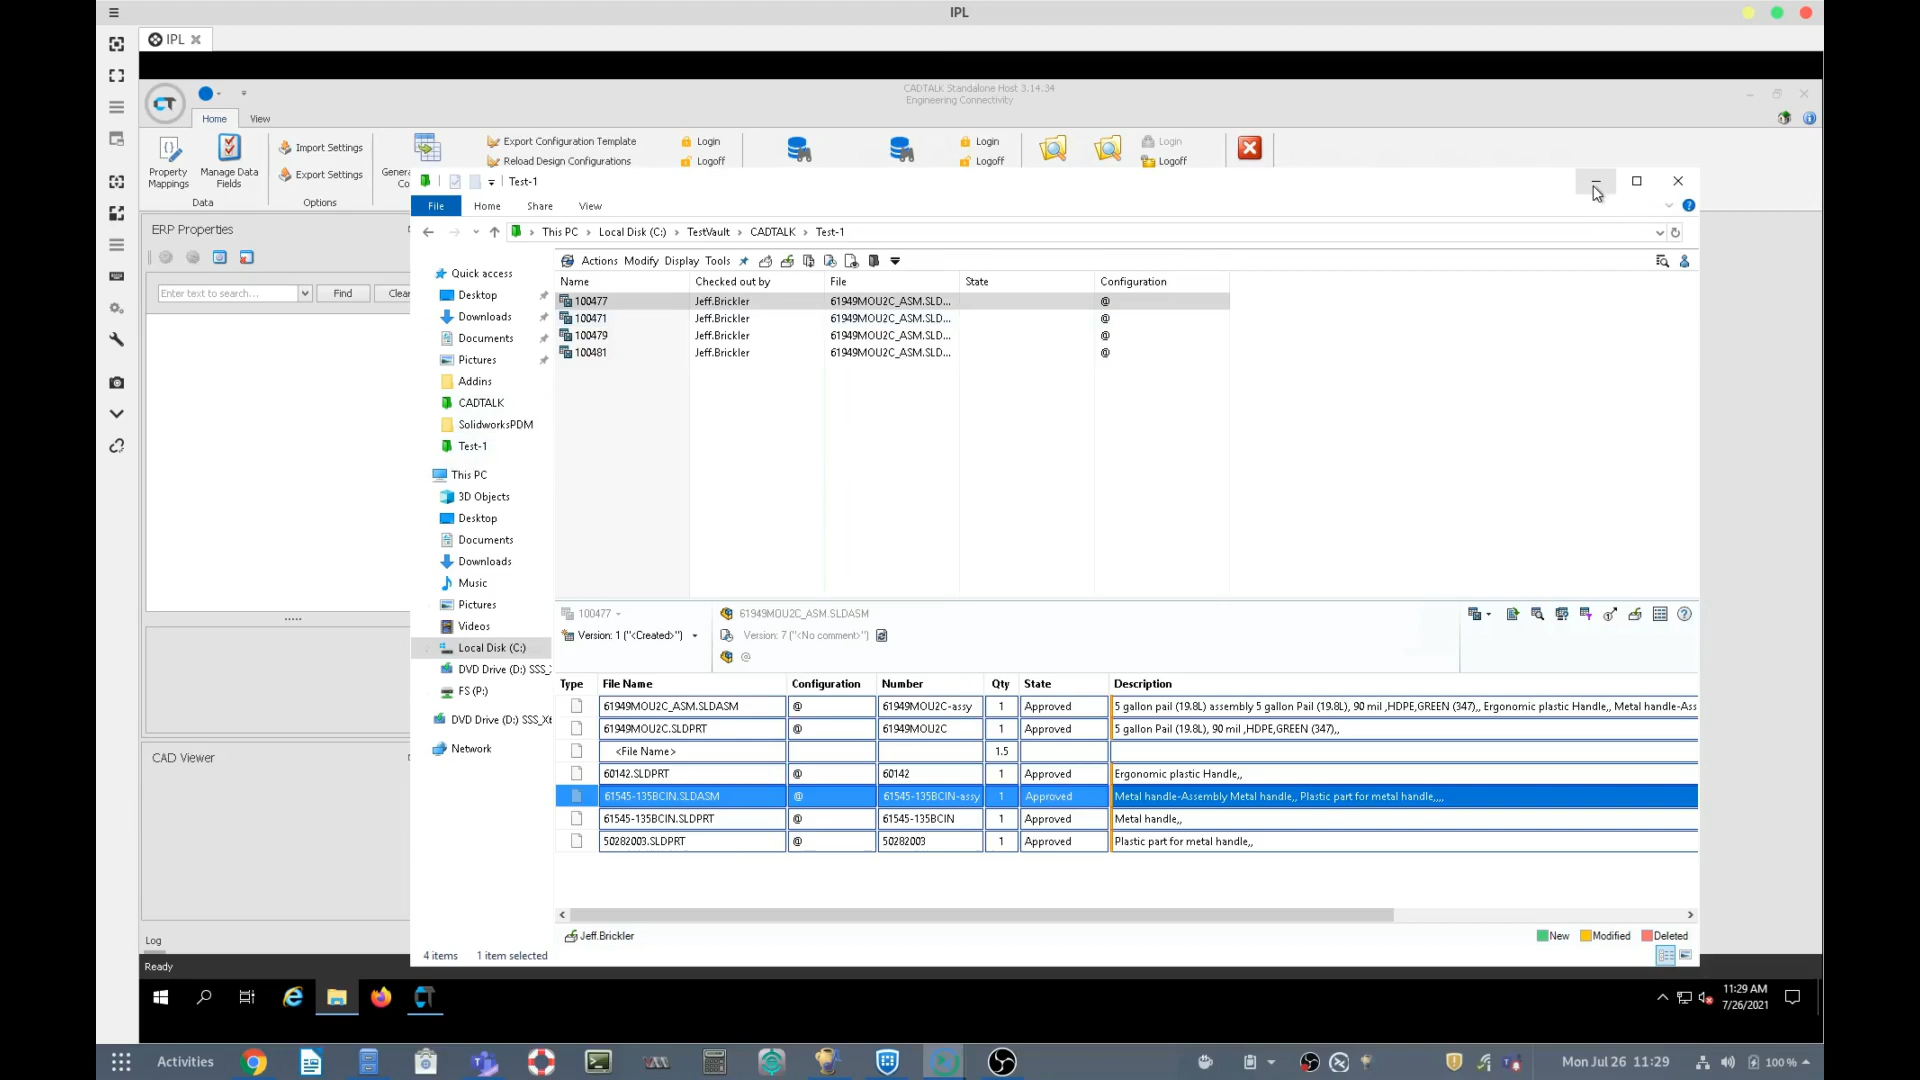 IPL
IPL
CADTALK Standalone Host 3.14.34
Engineering Connectivity
Home View
Property Mappings
Manage Data Fields
Import Settings
Export Settings
Export Configuration Template
Reload Design Configurations
Login
Logoff
Login
Logoff
Login
Logoff
Data
Options
Test-1
File Home Share View
This PC › Local Disk (C:) › TestVault › CADTALK › Test-1
ERP Properties
Enter text to search...
Find
Quick access
Desktop
Downloads
Documents
Pictures
Addins
CADTALK
SolidworksPDM
Test-1
This PC
3D Objects
Desktop
Documents
Downloads
Music
Pictures
Videos
Local Disk (C:)
DVD Drive (D:) SSS_
FS (P:)
DVD Drive (D:) SSS_
Network
Actions Modify Display Tools
Name Checked out by File State Configuration
100477 Jeff.Brickler 61949MOU2C_ASM.SLD... @
100471 Jeff.Brickler 61949MOU2C_ASM.SLD... @
100479 Jeff.Brickler 61949MOU2C_ASM.SLD... @
100481 Jeff.Brickler 61949MOU2C_ASM.SLD... @
100477
61949MOU2C_ASM.SLDASM
Version: 1 ("<Created>")
Version: 7 ("<No comment>")
@
Type File Name Configuration Number Qty State Description
61949MOU2C_ASM.SLDASM @ 61949MOU2C-assy 1 Approved 5 gallon pail (19.8L) assembly 5 gallon Pail (19.8L), 90 mil ,HDPE,GREEN (347),, Ergonomic plastic Handle,, Metal handle-Ass
61949MOU2C.SLDPRT @ 61949MOU2C 1 Approved 5 gallon Pail (19.8L), 90 mil ,HDPE,GREEN (347),,
<File Name> 1.5
60142.SLDPRT @ 60142 1 Approved Ergonomic plastic Handle,,
61545-135BCIN.SLDASM @ 61545-135BCIN-assy 1 Approved Metal handle-Assembly Metal handle,, Plastic part for metal handle,,,,
61545-135BCIN.SLDPRT @ 61545-135BCIN 1 Approved Metal handle,,
50282003.SLDPRT @ 50282003 1 Approved Plastic part for metal handle,,
Jeff.Brickler
New Modified Deleted
4 items 1 item selected
CAD Viewer
Log
Ready
11:29 AM
7/26/2021
Activities
Mon Jul 26 11:29
100 %